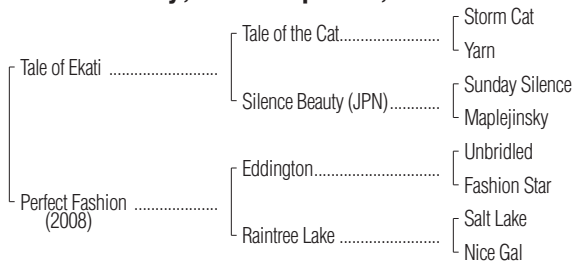 Storm Cat
Tale of the Cat....................
Yarn
Tale of Ekati ......................
Sunday Silence
Silence Beauty (JPN)..........
Maplejinsky
Unbridled
Eddington..........................
Fashion Star
Perfect Fashion .................
(2008)
Salt Lake
Raintree Lake ....................
Nice Gal